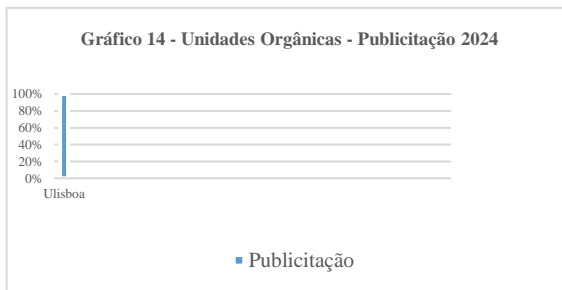 Gráfico 14 - Unidades Orgânicas - Publicitação 2024
100%
80%
60%
40%
20%
0%
Ulisboa
Publicitação